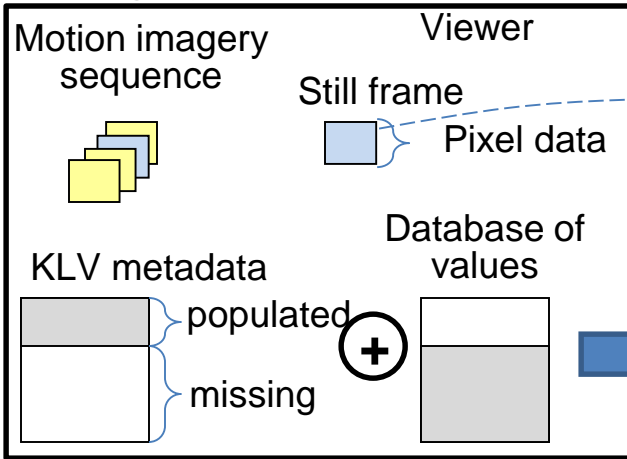 Motion imagery
sequence
Viewer
Still frame
Pixel data
KLV metadata
populated
missing
+
Database of
values